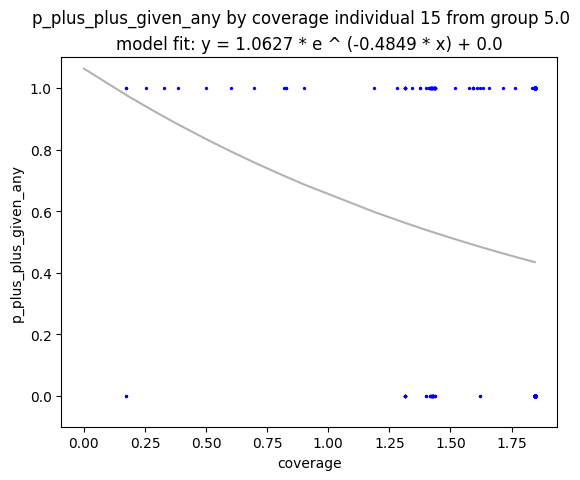 p_plus_plus_given_any by coverage individual 15 from group 5.0
model fit: y = 1.0627 * e ^ (-0.4849 * x) + 0.0
1.0
0.8
0.6
0.4
0.2
0.0
p_plus_plus_given_any
0.00 0.25 0.50 0.75 1.00 1.25 1.50 1.75
coverage